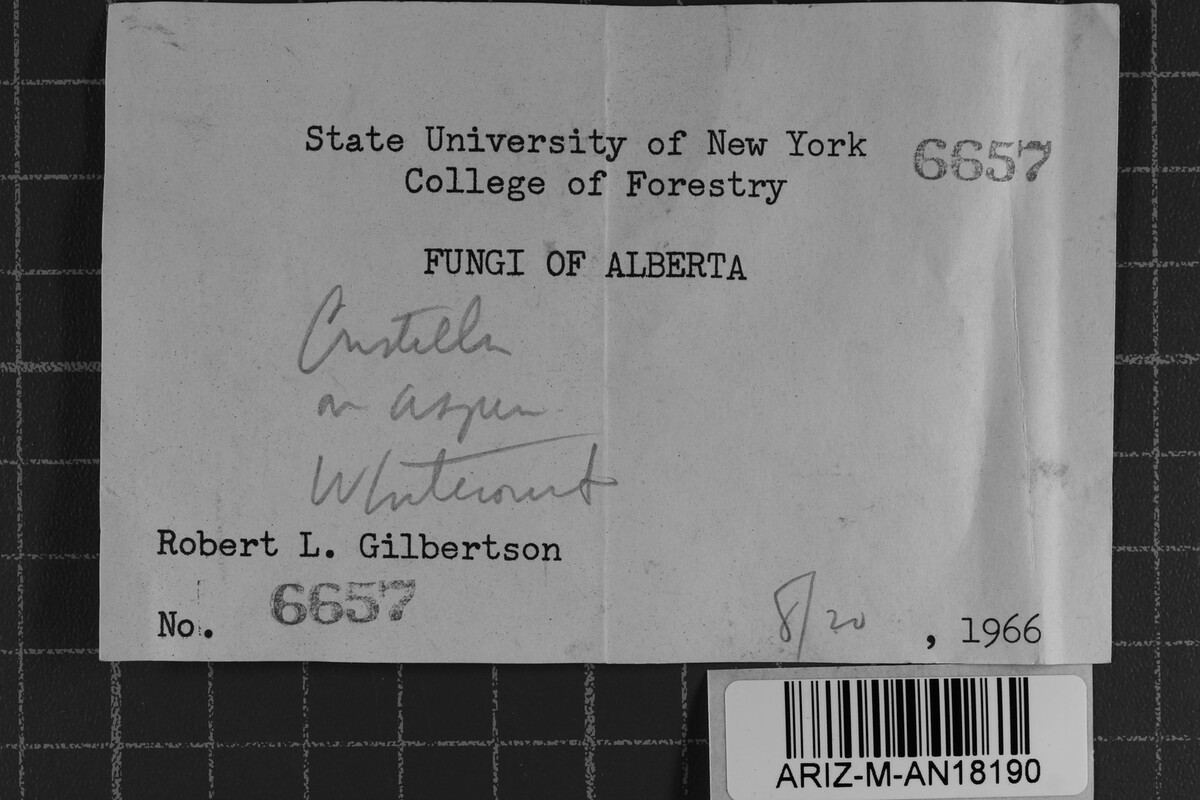 State University of New York
College of Forestry
6657
FUNGI OF ALBERTA
Crustella
on aspen
Whitecourt
Robert L. Gilbertson
No. 6657
8/20, 1966
ARIZ-M-AN18190